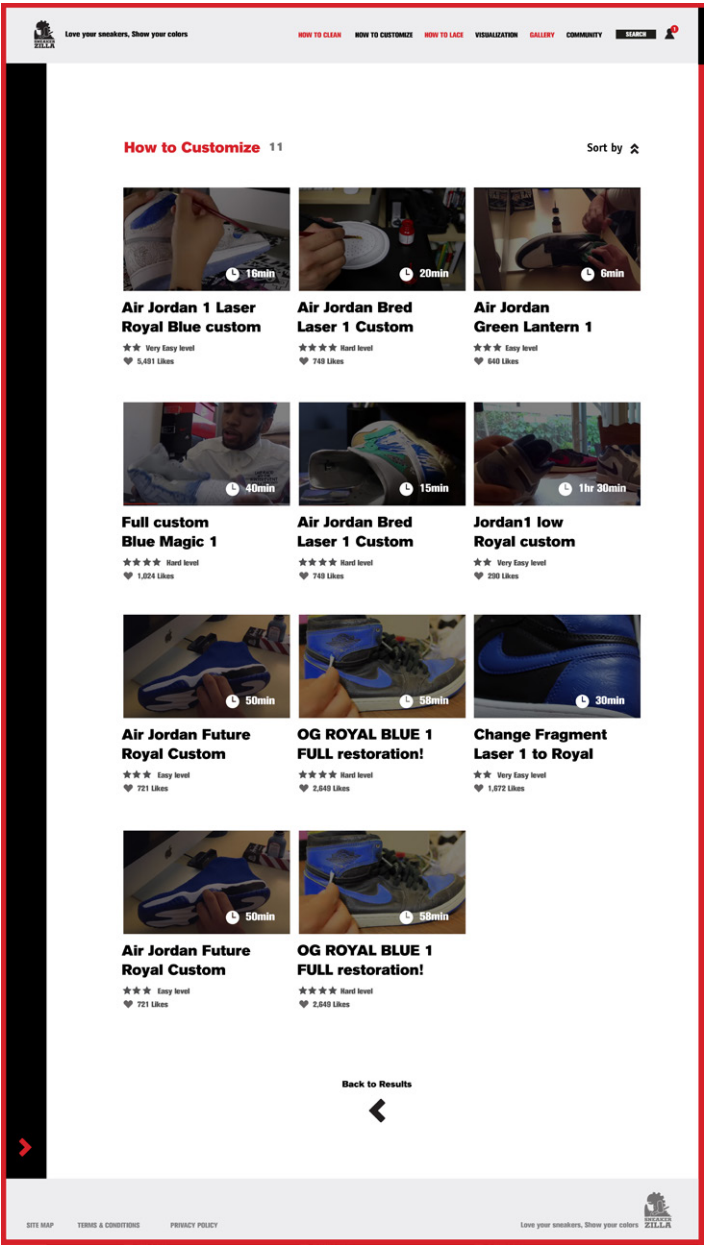 SNEAKER
ZILLA
Love your sneakers, Show your colors
HOW TO CLEAN
HOW TO CUSTOMIZE
HOW TO LACE
VISUALIZATION
GALLERY
COMMUNITY
SEARCH
1
How to Customize 11
Sort by
16min
20min
6min
Air Jordan 1 Laser
Royal Blue custom
Very Easy level
5,491 Likes
Air Jordan Bred
Laser 1 Custom
Hard level
749 Likes
Air Jordan
Green Lantern 1
Easy level
640 Likes
40min
15min
1hr 30min
Full custom
Blue Magic 1
Hard level
1,024 Likes
Air Jordan Bred
Laser 1 Custom
Hard level
749 Likes
Jordan1 low
Royal custom
Very Easy level
290 Likes
50min
58min
30min
Air Jordan Future
Royal Custom
Easy level
721 Likes
OG ROYAL BLUE 1
FULL restoration!
Hard level
2,649 Likes
Change Fragment
Laser 1 to Royal
Very Easy level
1,672 Likes
50min
58min
Air Jordan Future
Royal Custom
Easy level
721 Likes
OG ROYAL BLUE 1
FULL restoration!
Hard level
2,649 Likes
Back to Results
SITE MAP
TERMS & CONDITIONS
PRIVACY POLICY
Love your sneakers, Show your colors
SNEAKER
ZILLA